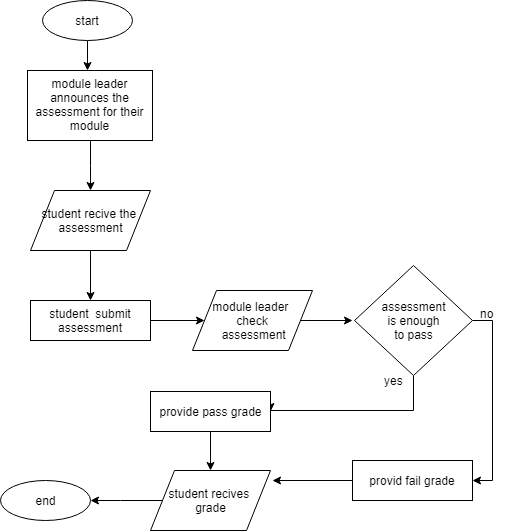 start
module leader
announces the
assessment for their
module
student recive the
assessment
student submit
assessment
module leader
check
assessment
assessment
is enough
to pass
no
yes
provide pass grade
provid fail grade
student recives
grade
end